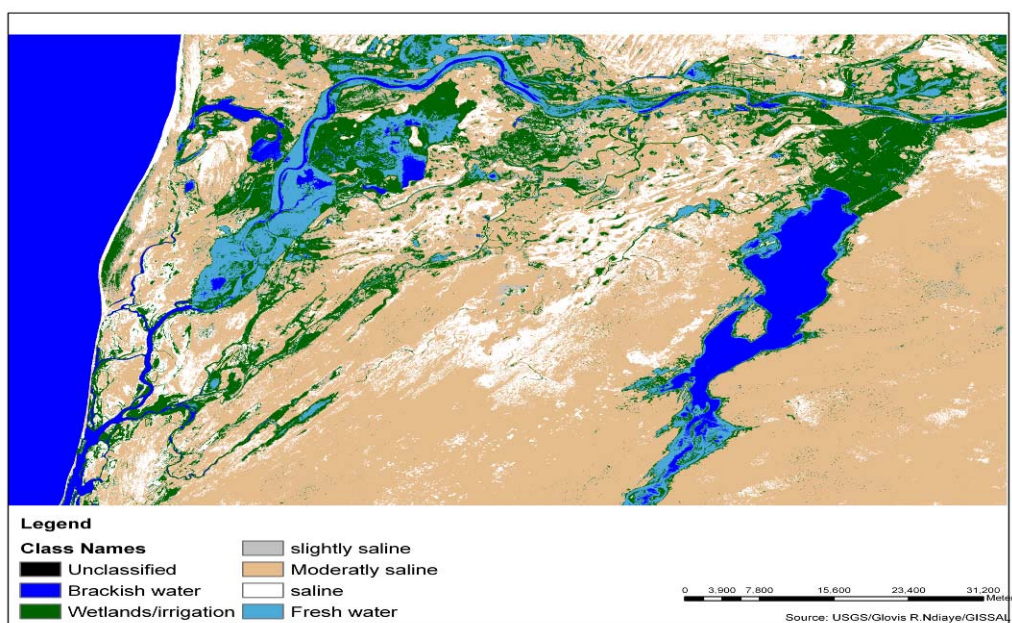 Legend
Class Names
Unclassified
Brackish water
Wetlands/irrigation
slightly saline
Moderatly saline
saline
Fresh water
0 3,900 7,800 15,600 23,400 31,200
Meter
Source: USGS/Glovis R.Ndiaye/GISSAL